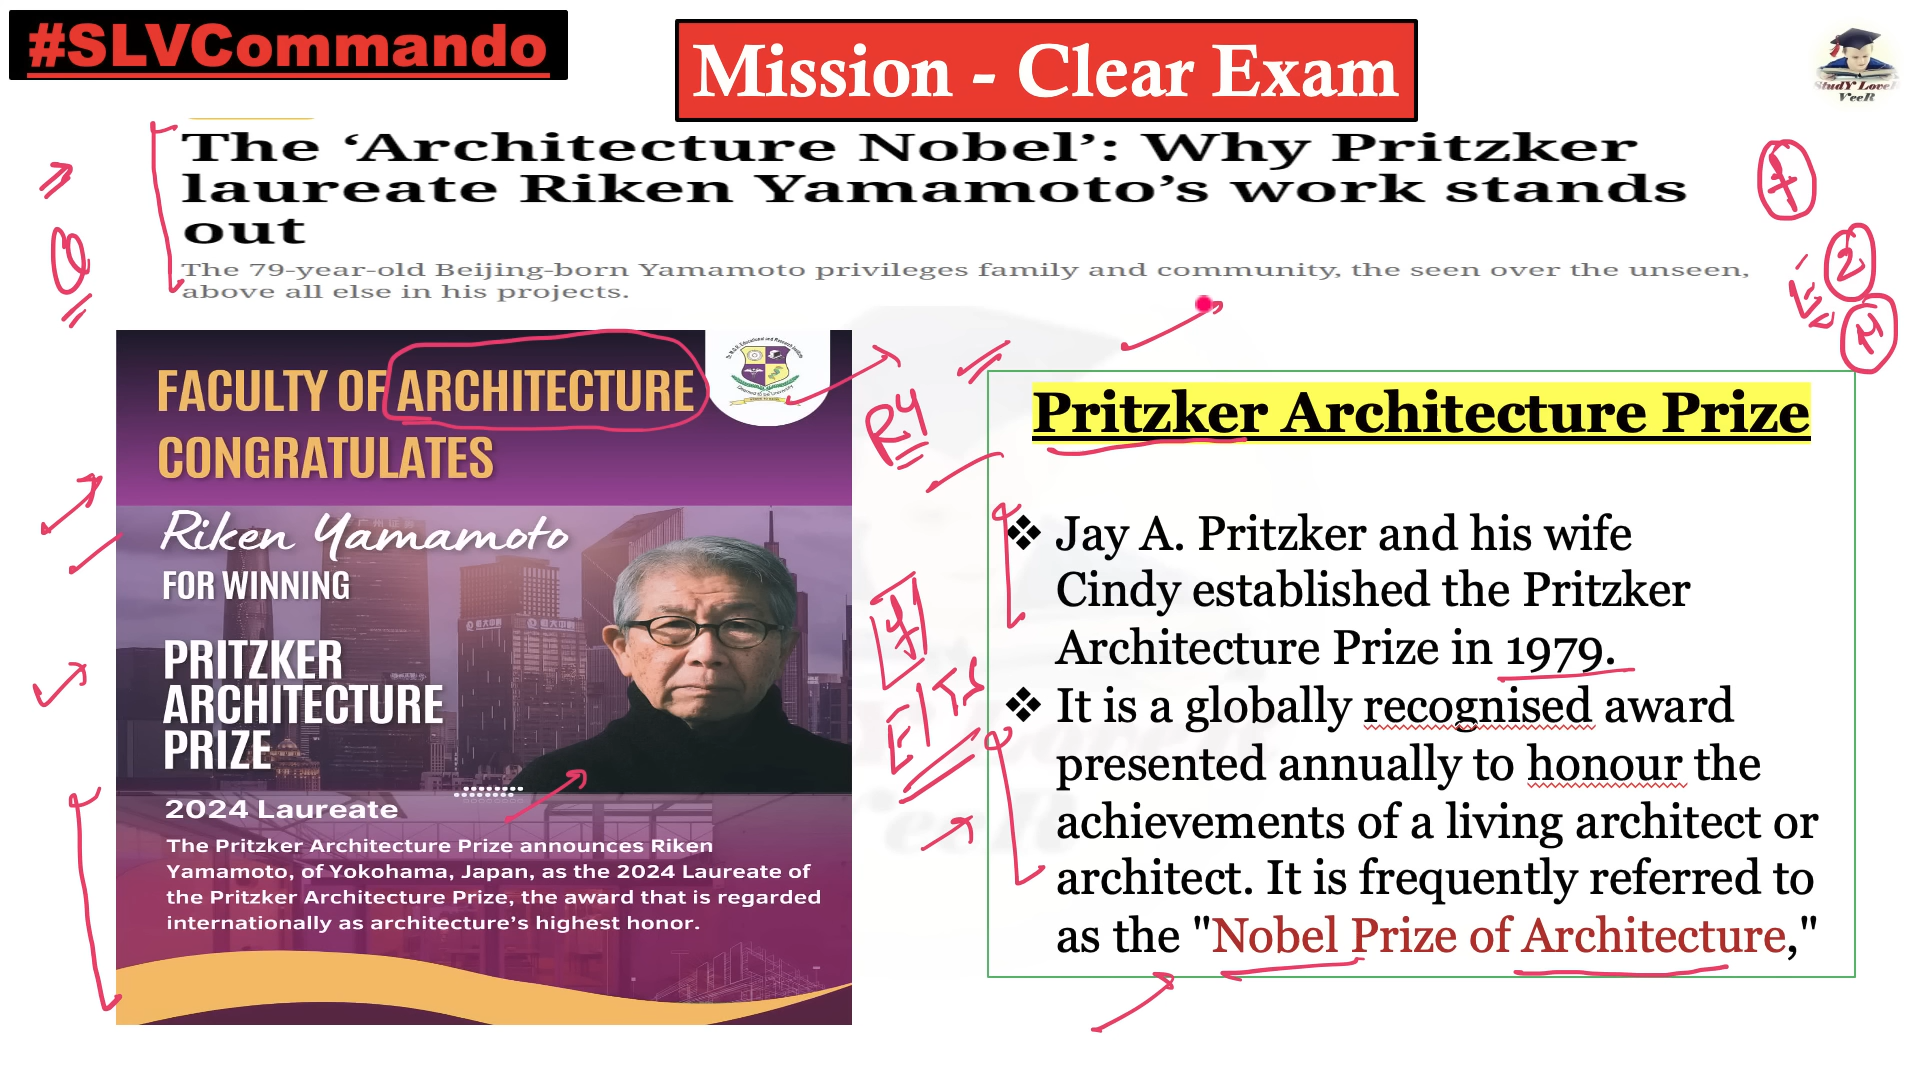 #SLVCommando
Mission - Clear Exam
StudY LoveR
VeeR
The ‘Architecture Nobel’: Why Pritzker
laureate Riken Yamamoto’s work stands
out
The 79-year-old Beijing-born Yamamoto privileges family and community, the seen over the unseen,
above all else in his projects.
FACULTY OF ARCHITECTURE
CONGRATULATES
Riken Yamamoto
FOR WINNING
PRITZKER
ARCHITECTURE
PRIZE
2024 Laureate
The Pritzker Architecture Prize announces Riken
Yamamoto, of Yokohama, Japan, as the 2024 Laureate of
the Pritzker Architecture Prize, the award that is regarded
internationally as architecture’s highest honor.
Pritzker Architecture Prize
❖ Jay A. Pritzker and his wife
Cindy established the Pritzker
Architecture Prize in 1979.
❖ It is a globally recognised award
presented annually to honour the
achievements of a living architect or
architect. It is frequently referred to
as the "Nobel Prize of Architecture,"